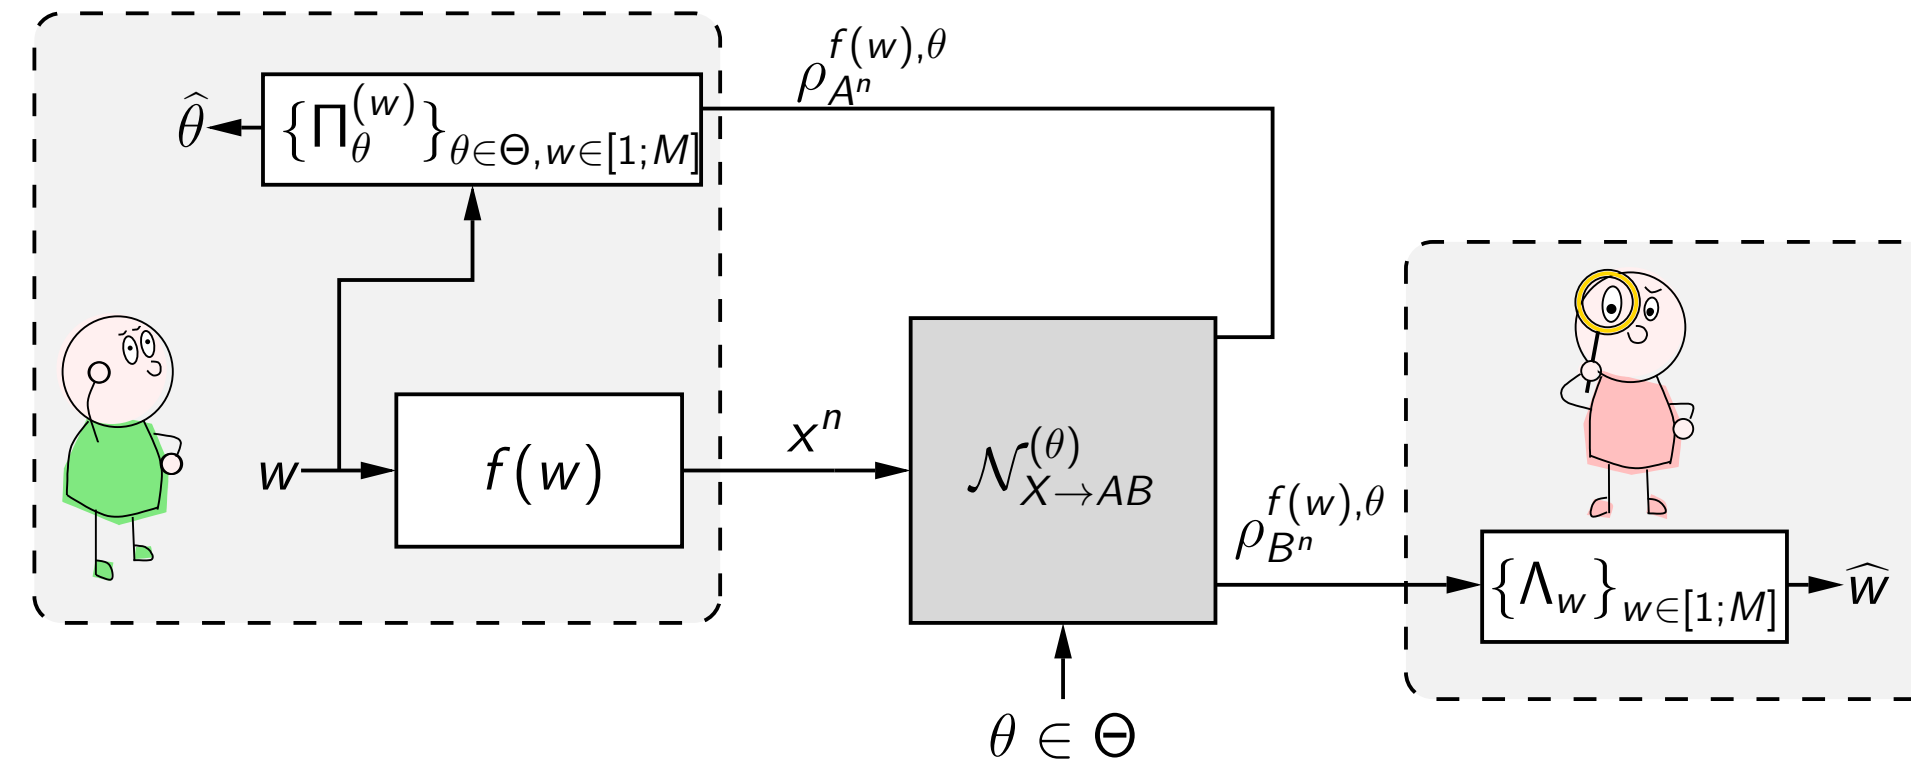 ρ_{A^n}^{f(w),θ}
θ̂
{Π_θ^{(w)}}_{θ∈Θ,w∈[1;M]}
x^n
w
f(w)
𝒩_{X→AB}^{(θ)}
ρ_{B^n}^{f(w),θ}
{Λ_w}_{w∈[1;M]}
ŵ
θ ∈ Θ